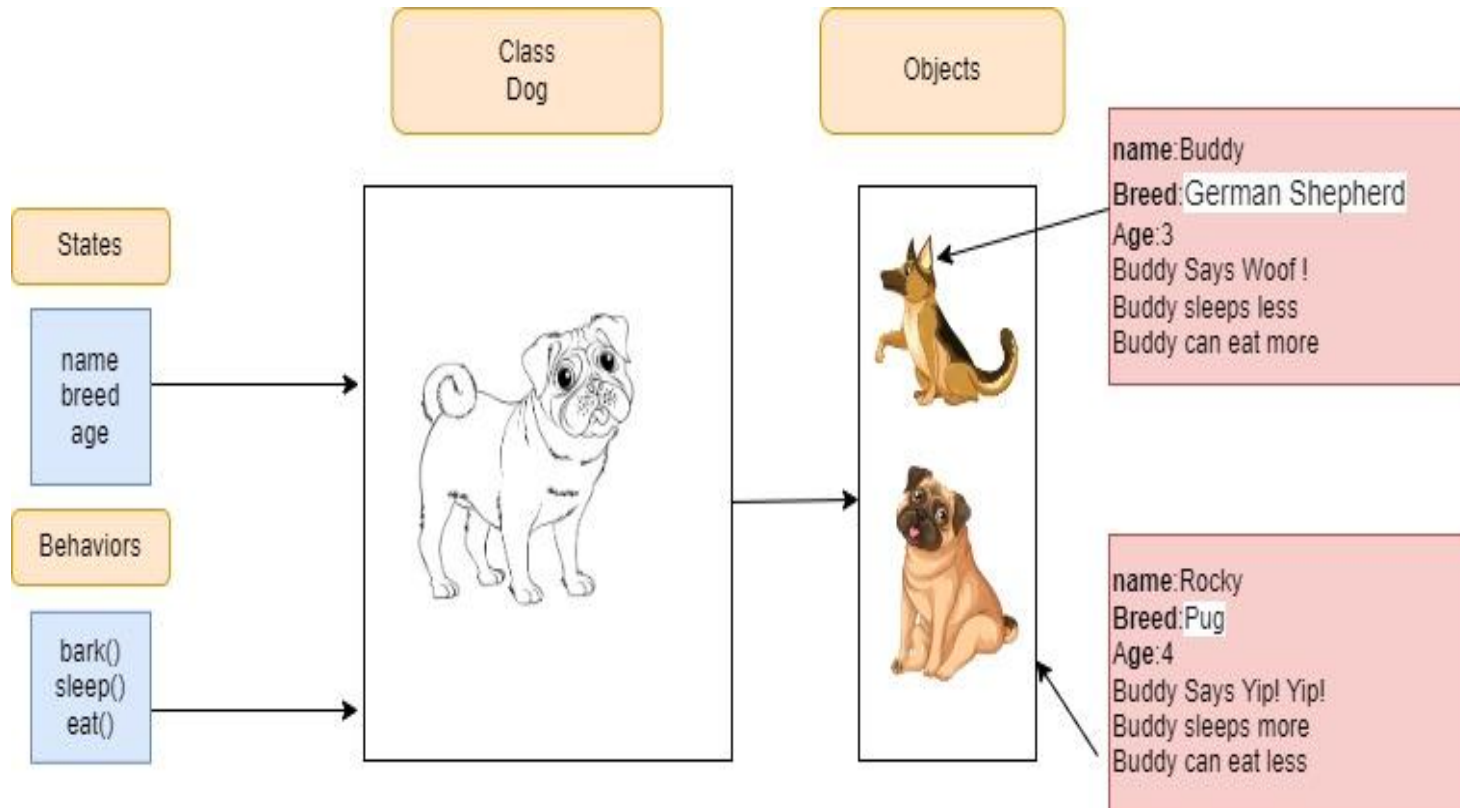 Class
Dog
Objects
States
name
breed
age
Behaviors
bark()
sleep()
eat()
name:Buddy
Breed:German Shepherd
Age:3
Buddy Says Woof !
Buddy sleeps less
Buddy can eat more
name:Rocky
Breed:Pug
Age:4
Buddy Says Yip! Yip!
Buddy sleeps more
Buddy can eat less